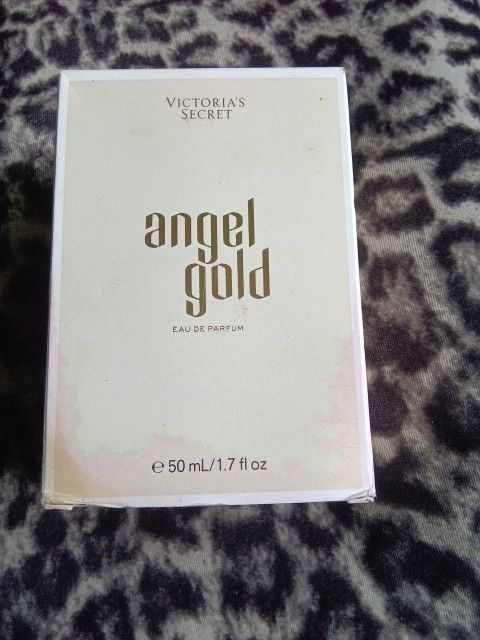 VICTORIA'S
SECRET
angel
gold
EAU DE PARFUM
℮ 50 mL/1.7 fl oz